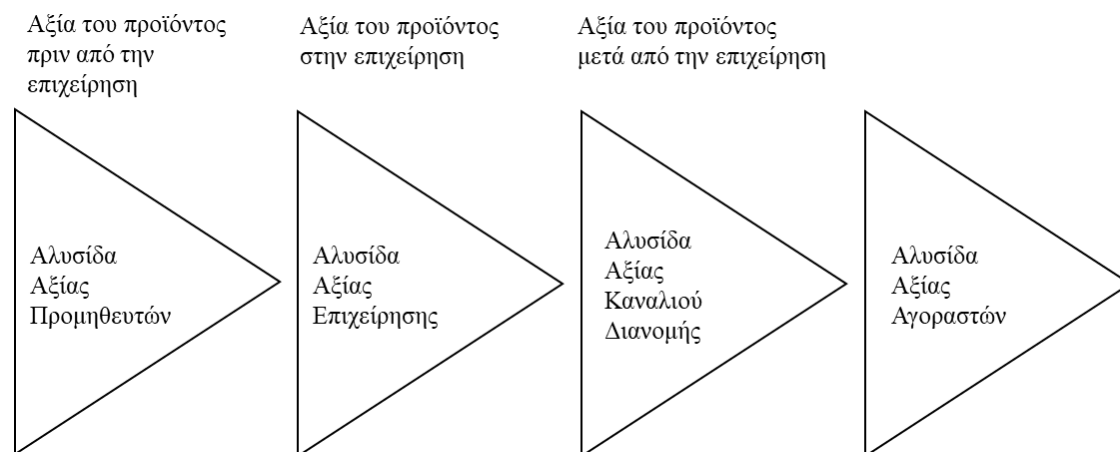 Αξία του προϊόντος
πριν από την
επιχείρηση
Αξία του προϊόντος
στην επιχείρηση
Αξία του προϊόντος
μετά από την επιχείρηση
Αλυσίδα
Αξίας
Προμηθευτών
Αλυσίδα
Αξίας
Επιχείρησης
Αλυσίδα
Αξίας
Καναλιού
Διανομής
Αλυσίδα
Αξίας
Αγοραστών